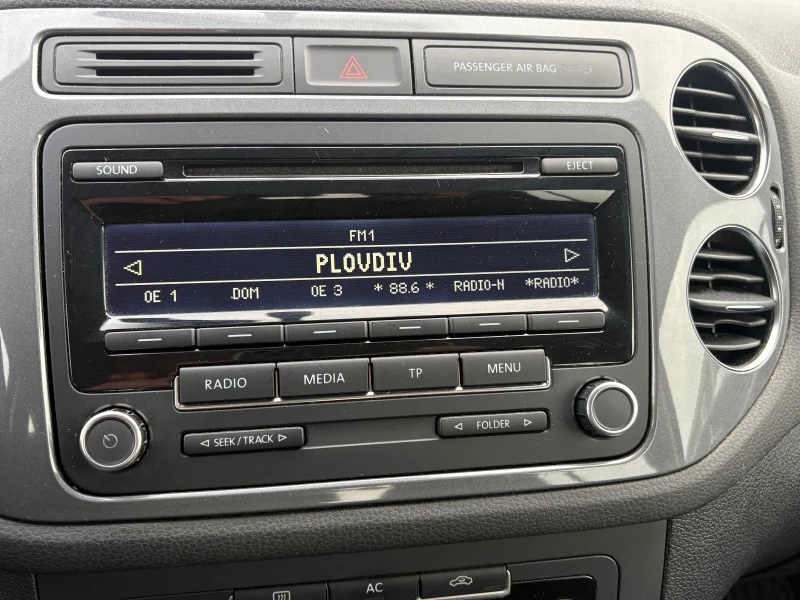 PASSENGER AIR BAG OFF
SOUND
EJECT
FM1
PLOVDIV
OE 1 .DOM OE 3 * 88.6 * RADIO-N *RADIO*
RADIO MEDIA TP MENU
SEEK/TRACK
FOLDER
AC